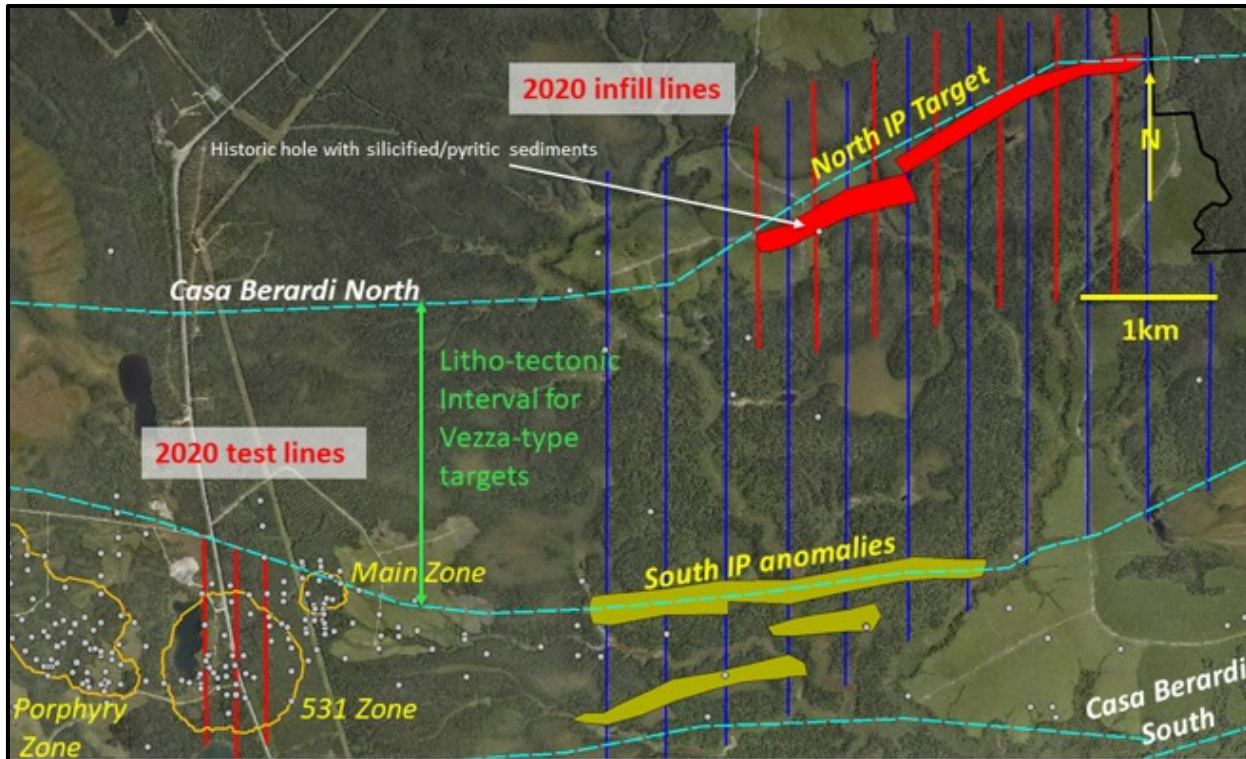 2020 infill lines
Historic hole with silicified/pyritic sediments
North IP Target
N
Casa Berardi North
1km
Litho-tectonic
Interval for
Vezza-type
targets
2020 test lines
Main Zone
South IP anomalies
Porphyry
Zone
531 Zone
Casa Berardi
South